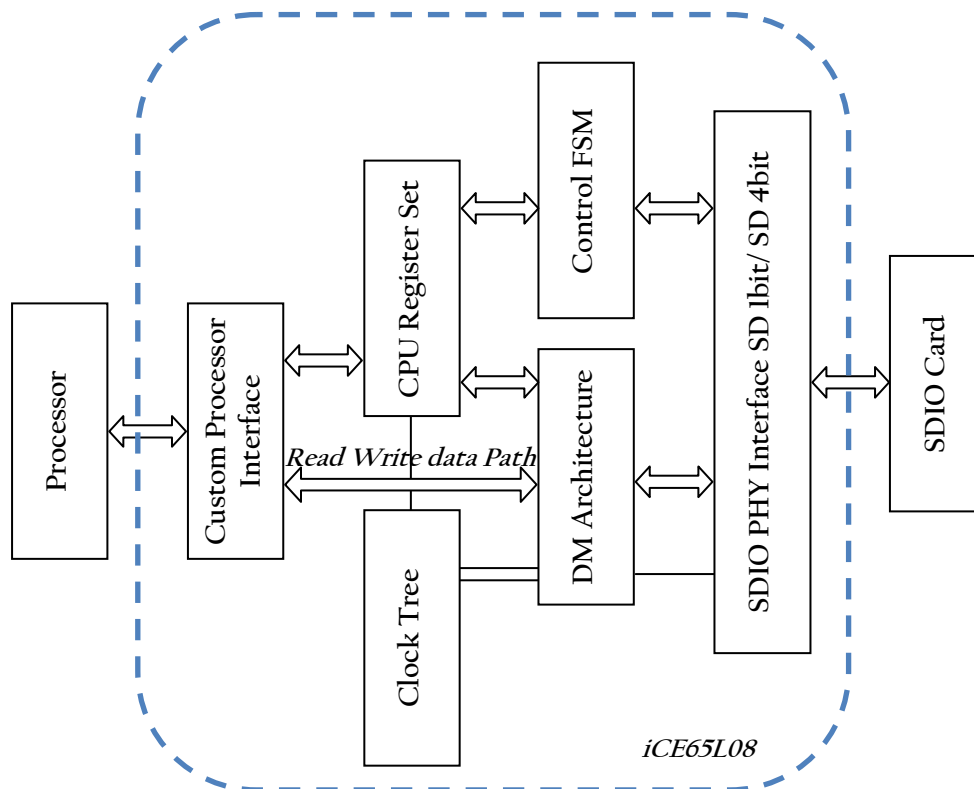 Processor
Custom Processor
Interface
CPU Register Set
Read Write data Path
Clock Tree
Control FSM
DM Architecture
SDIO PHY Interface SD 1bit/ SD 4bit
SDIO Card
iCE65L08